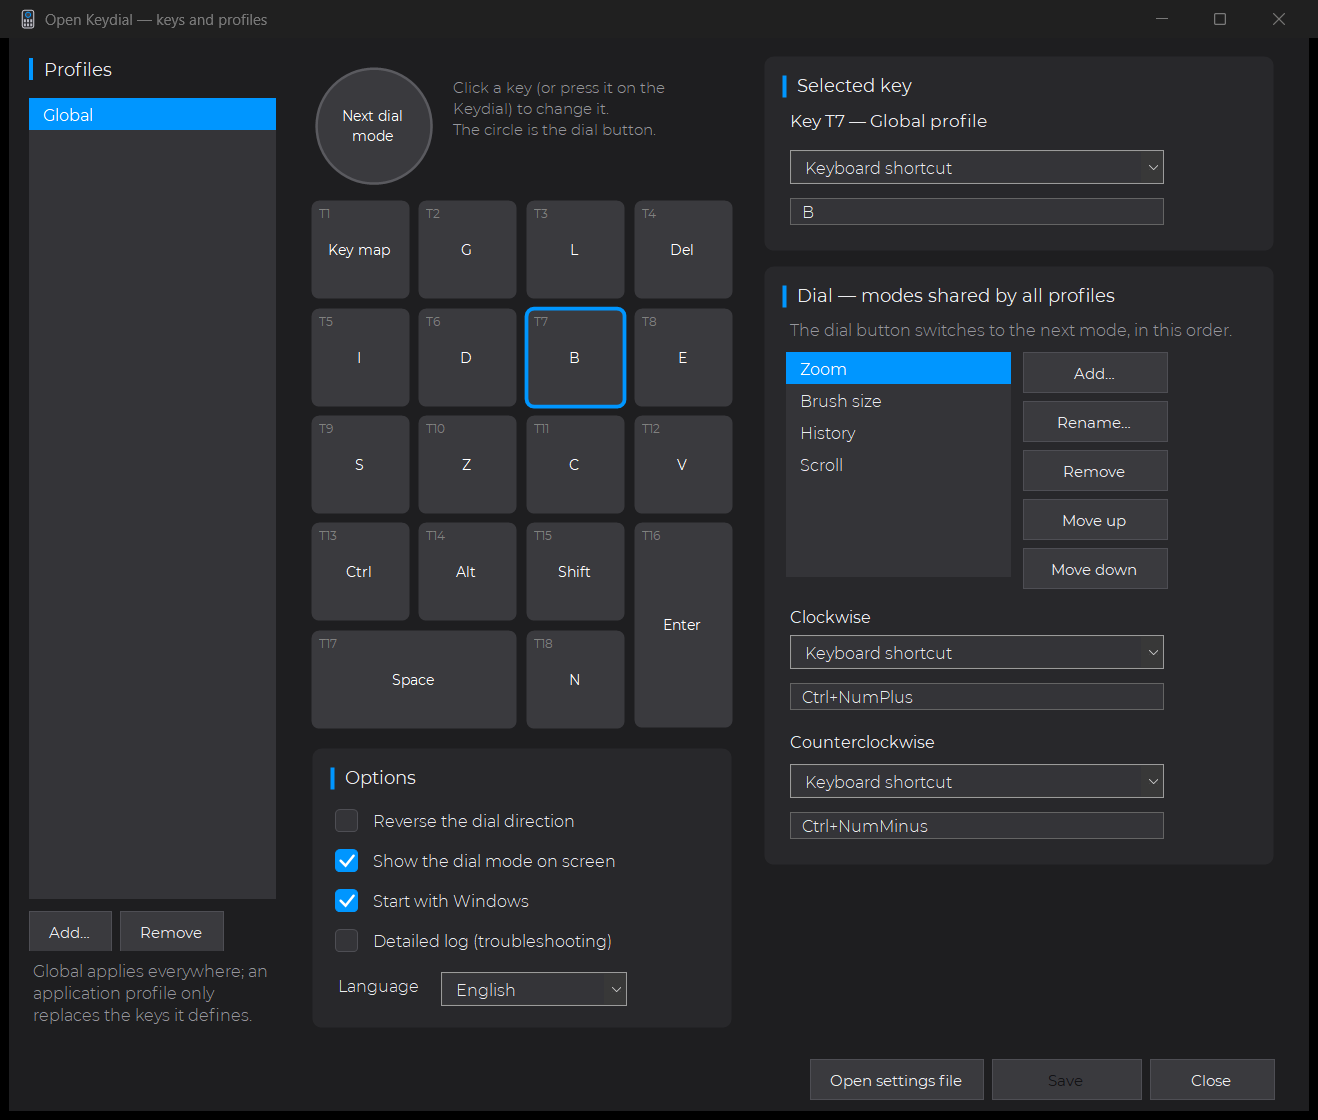 Open Keydial — keys and profiles
Profiles
Global
Add...
Remove
Global applies everywhere; an
application profile only
replaces the keys it defines.
Next dial
mode
Click a key (or press it on the
Keydial) to change it.
The circle is the dial button.
T1
Key map
T2
G
T3
L
T4
Del
T5
I
T6
D
T7
B
T8
E
T9
S
T10
Z
T11
C
T12
V
T13
Ctrl
T14
Alt
T15
Shift
T16
Enter
T17
Space
T18
N
Options
Reverse the dial direction
Show the dial mode on screen
Start with Windows
Detailed log (troubleshooting)
Language
English
Selected key
Key T7 — Global profile
Keyboard shortcut
B
Dial — modes shared by all profiles
The dial button switches to the next mode, in this order.
Zoom
Brush size
History
Scroll
Add...
Rename...
Remove
Move up
Move down
Clockwise
Keyboard shortcut
Ctrl+NumPlus
Counterclockwise
Keyboard shortcut
Ctrl+NumMinus
Open settings file
Save
Close